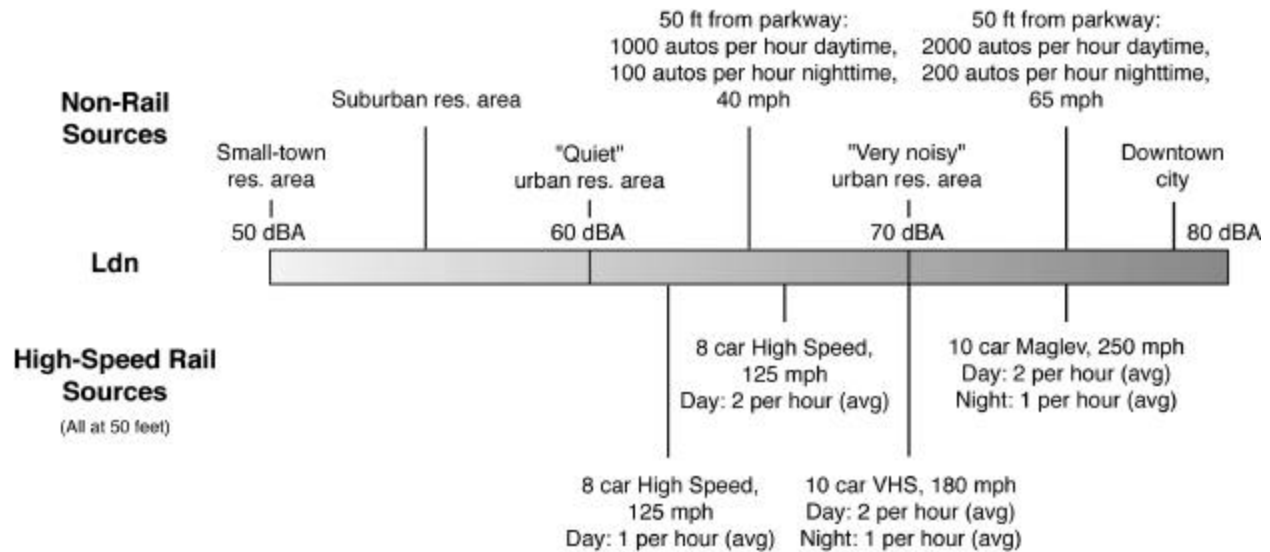 50 ft from parkway:
1000 autos per hour daytime,
100 autos per hour nighttime,
40 mph
50 ft from parkway:
2000 autos per hour daytime,
200 autos per hour nighttime,
65 mph
Non-Rail
Sources
Suburban res. area
Small-town
res. area
"Quiet"
urban res. area
"Very noisy"
urban res. area
Downtown
city
50 dBA
60 dBA
70 dBA
80 dBA
Ldn
High-Speed Rail
Sources
(All at 50 feet)
8 car High Speed,
125 mph
Day: 2 per hour (avg)
10 car Maglev, 250 mph
Day: 2 per hour (avg)
Night: 1 per hour (avg)
8 car High Speed,
125 mph
Day: 1 per hour (avg)
10 car VHS, 180 mph
Day: 2 per hour (avg)
Night: 1 per hour (avg)